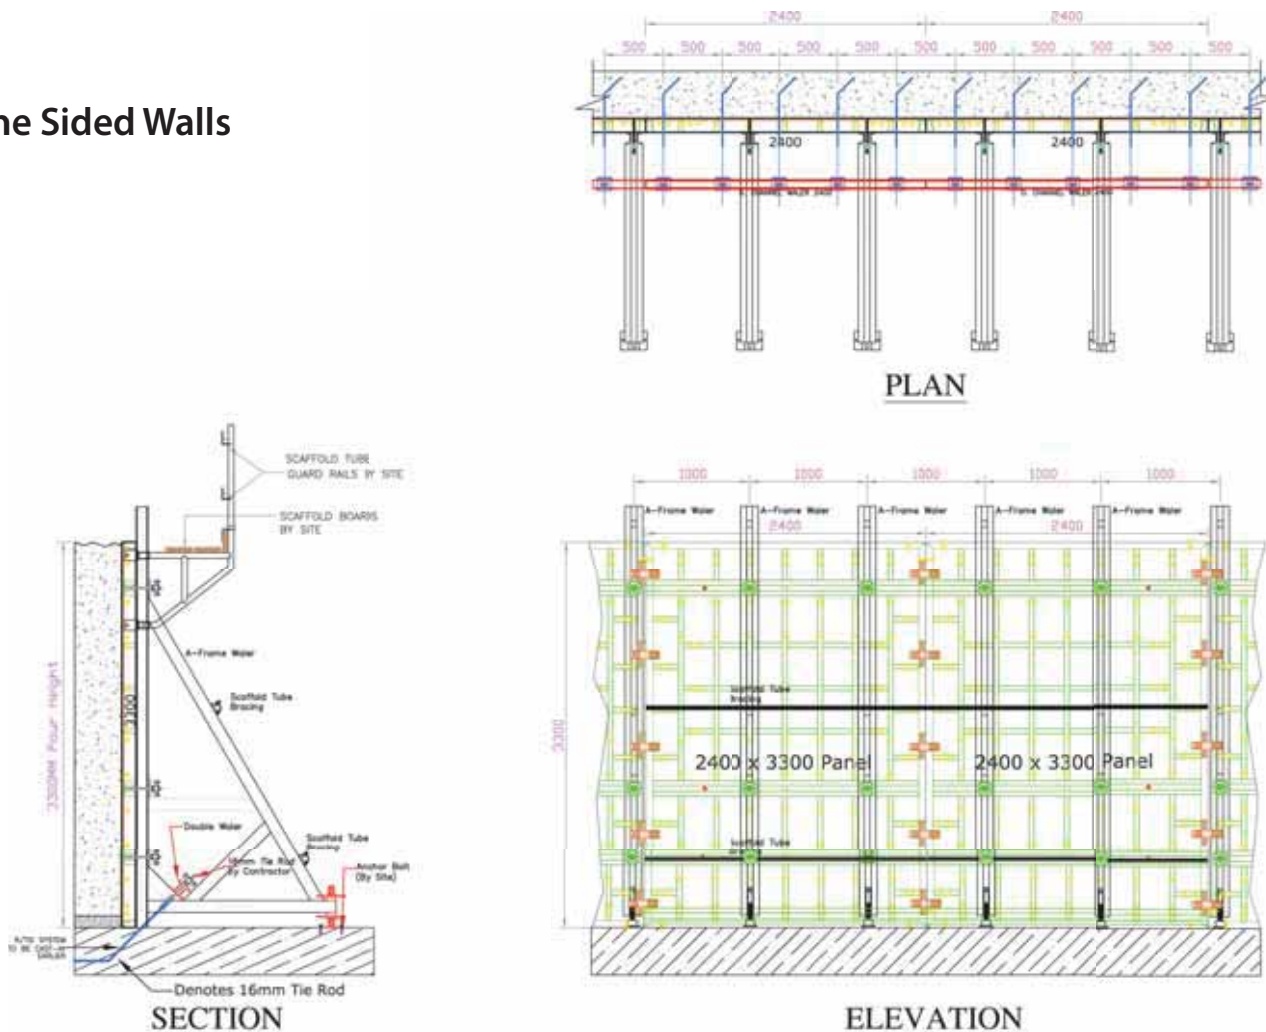 ne Sided Walls
2400 2400
500 500 500 500 500 500 500 500 500 500 500
2400 2400
PLAN
SCAFFOLD TUBE
GUARD RAILS BY SITE
SCAFFOLD BOARDS
BY SITE
A-Frame Waler
Scaffold Tube
Bracing
3300MM Pour Height
3300
Double Waler
16mm Tie Rod
by Contractor
Scaffold Tube
Bracing
Anchor Bolt
(By Site)
TO BE CAST-IN
Denotes 16mm Tie Rod
SECTION
1000 1000 1000 1000 1000
A-Frame Waler A-Frame Waler A-Frame Waler A-Frame Waler A-Frame Waler
2400 2400
3300
Scaffold Tube
Bracing
2400 x 3300 Panel 2400 x 3300 Panel
Scaffold Tube
ELEVATION